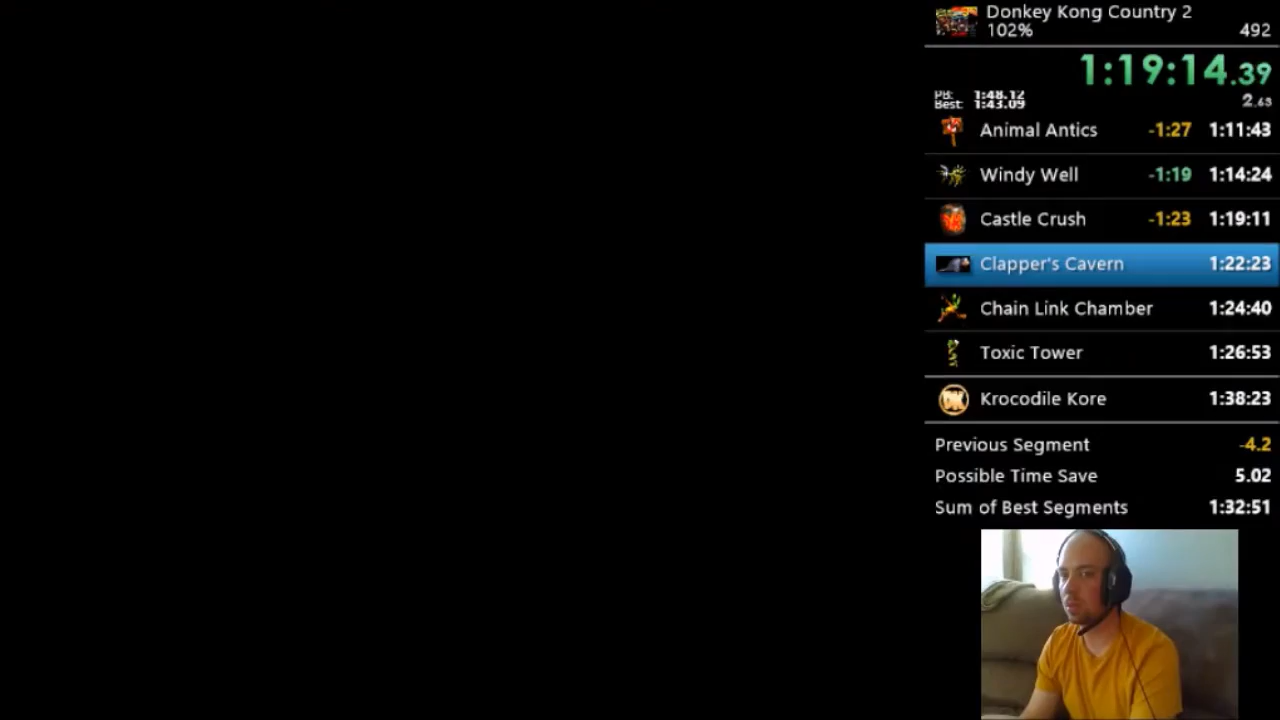 Donkey Kong Country 2
102% 492
1:19:14.39
PB: 1:48.12 2.63
Best: 1:43.09
Animal Antics -1:27 1:11:43
Windy Well -1:19 1:14:24
Castle Crush -1:23 1:19:11
Clapper's Cavern 1:22:23
Chain Link Chamber 1:24:40
Toxic Tower 1:26:53
Krocodile Kore 1:38:23
Previous Segment -4.2
Possible Time Save 5.02
Sum of Best Segments 1:32:51